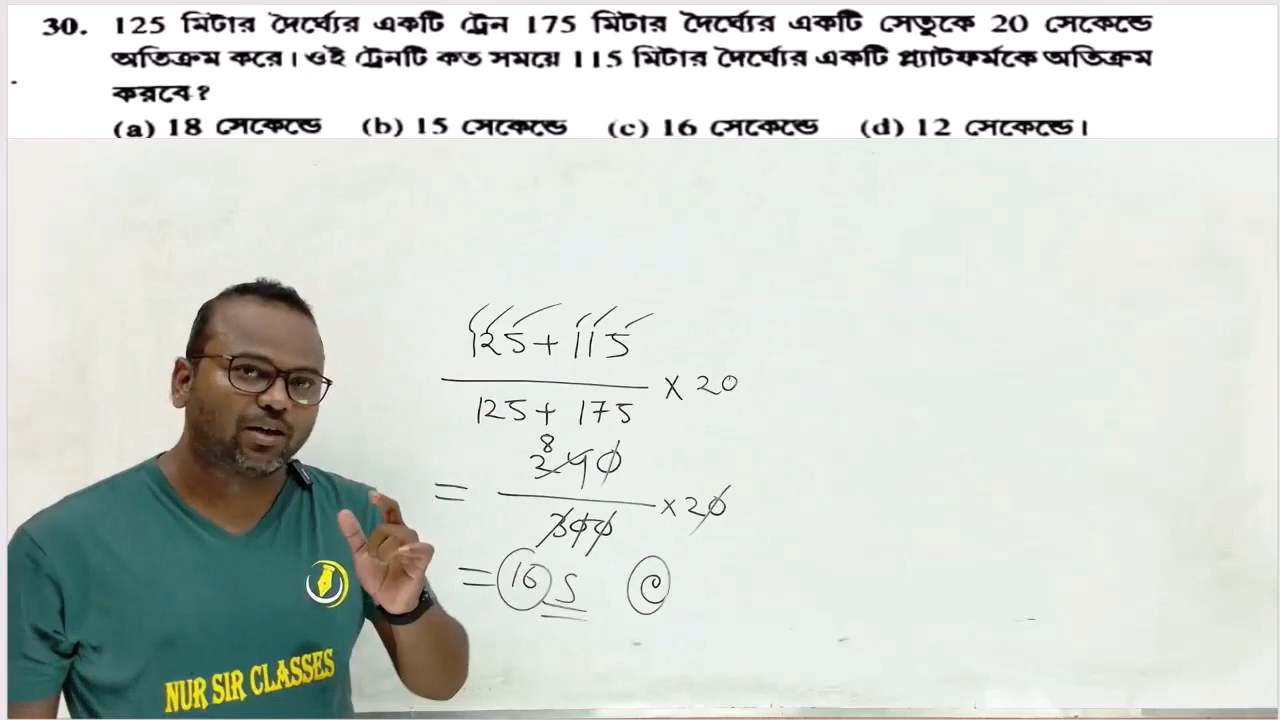 30. 125 মিটার দৈর্ঘ্যের একটি ট্রেন 175 মিটার দৈর্ঘ্যের একটি সেতুকে 20 সেকেন্ডে
অতিক্রম করে। ওই ট্রেনটি কত সময়ে 115 মিটার দৈর্ঘ্যের একটি প্ল্যাটফর্মকে অতিক্রম
করবে?
(a) 18 সেকেন্ডে (b) 15 সেকেন্ডে (c) 16 সেকেন্ডে (d) 12 সেকেন্ডে।
125 + 115
× 20
125 + 175
8
240
= × 20
300
= 16 s c
NUR SIR CLASSES